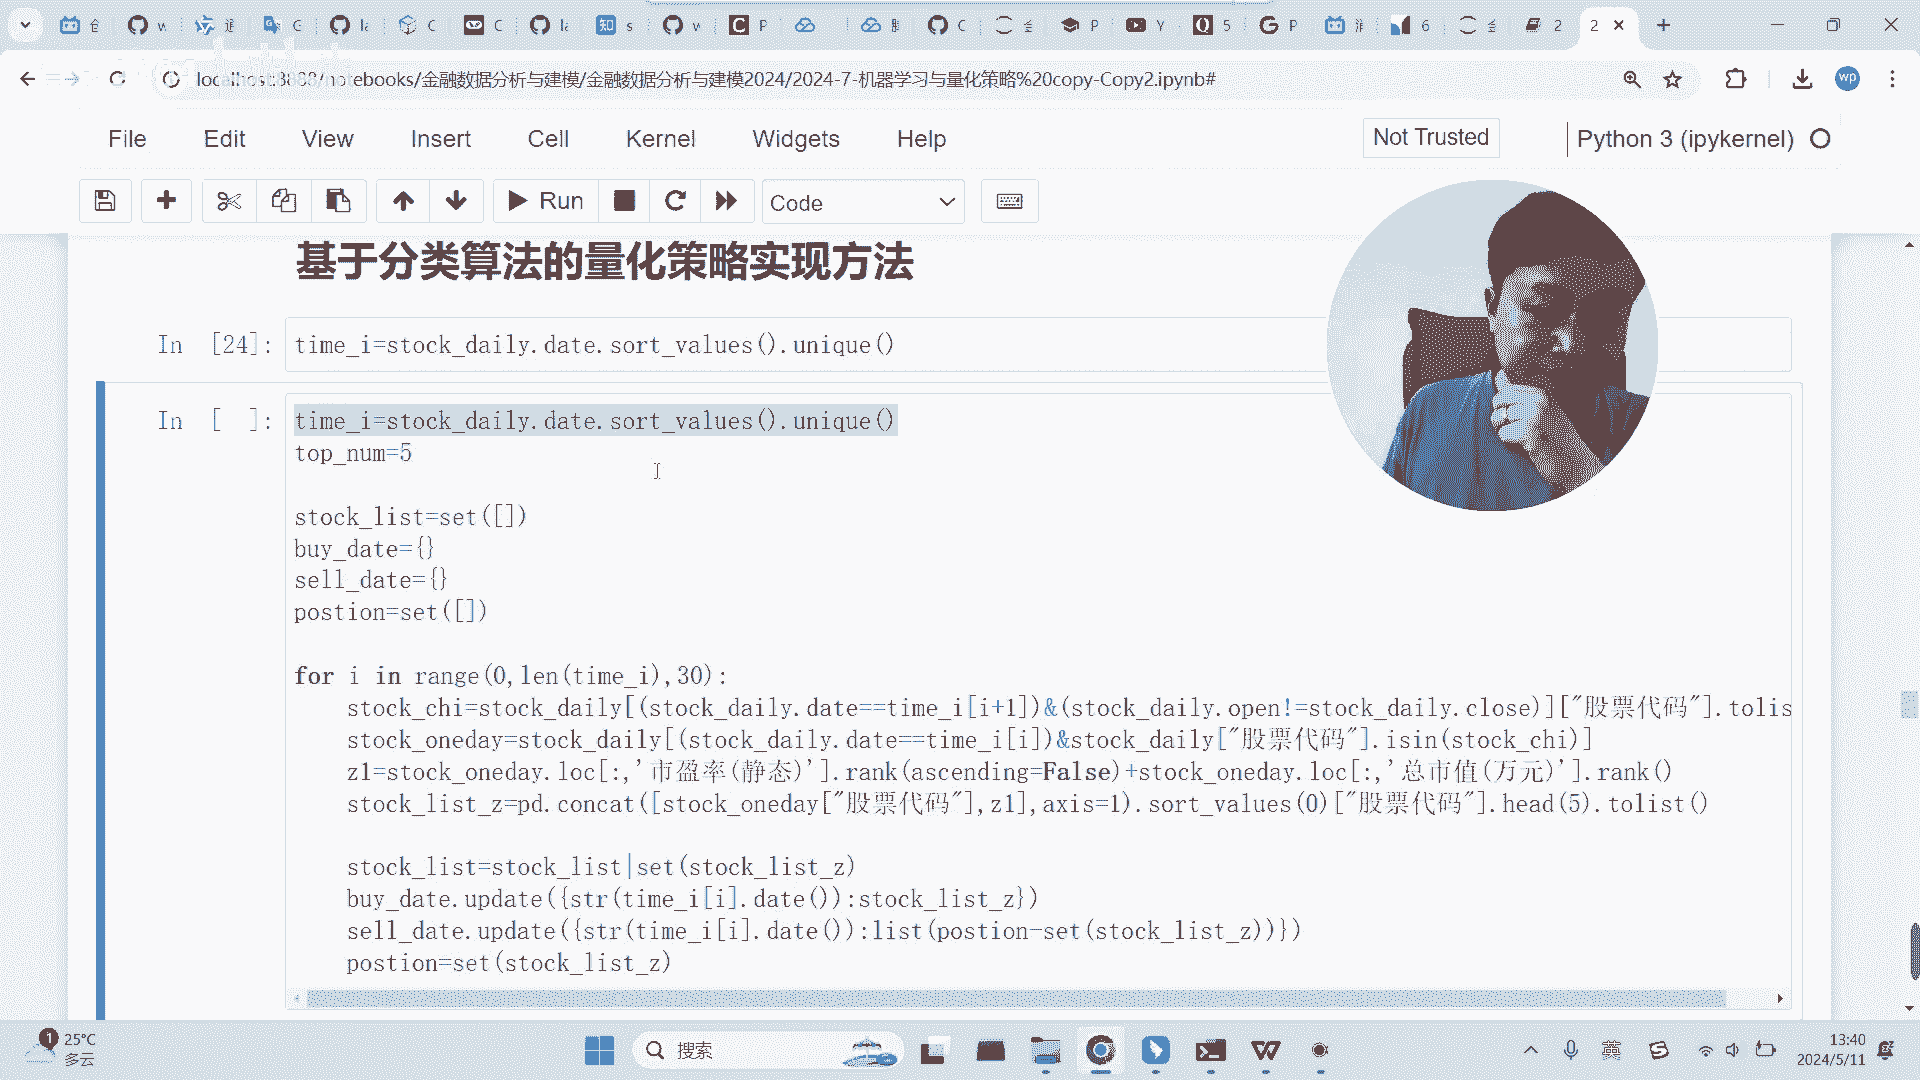 localhost:8888/notebooks/金融数据分析与建模/金融数据分析与建模2024/2024-7-机器学习与量化策略%20copy-Copy2.ipynb#
wp
File Edit View Insert Cell Kernel Widgets Help
Not Trusted
Python 3 (ipykernel)
Run
Code
基于分类算法的量化策略实现方法
In [24]: time_i=stock_daily.date.sort_values().unique()
In [ ]: time_i=stock_daily.date.sort_values().unique()
top_num=5
stock_list=set([])
buy_date={}
sell_date={}
postion=set([])
for i in range(0,len(time_i),30):
stock_chi=stock_daily[(stock_daily.date==time_i[i+1])&(stock_daily.open!=stock_daily.close)]["股票代码"].tolis
stock_oneday=stock_daily[(stock_daily.date==time_i[i])&stock_daily["股票代码"].isin(stock_chi)]
z1=stock_oneday.loc[:,'市盈率(静态)'].rank(ascending=False)+stock_oneday.loc[:,'总市值(万元)'].rank()
stock_list_z=pd.concat([stock_oneday["股票代码"],z1],axis=1).sort_values(0)["股票代码"].head(5).tolist()
stock_list=stock_list|set(stock_list_z)
buy_date.update({str(time_i[i].date()):stock_list_z})
sell_date.update({str(time_i[i].date()):list(postion-set(stock_list_z))})
postion=set(stock_list_z)
1
25°C
多云
搜索
英
13:40
2024/5/11